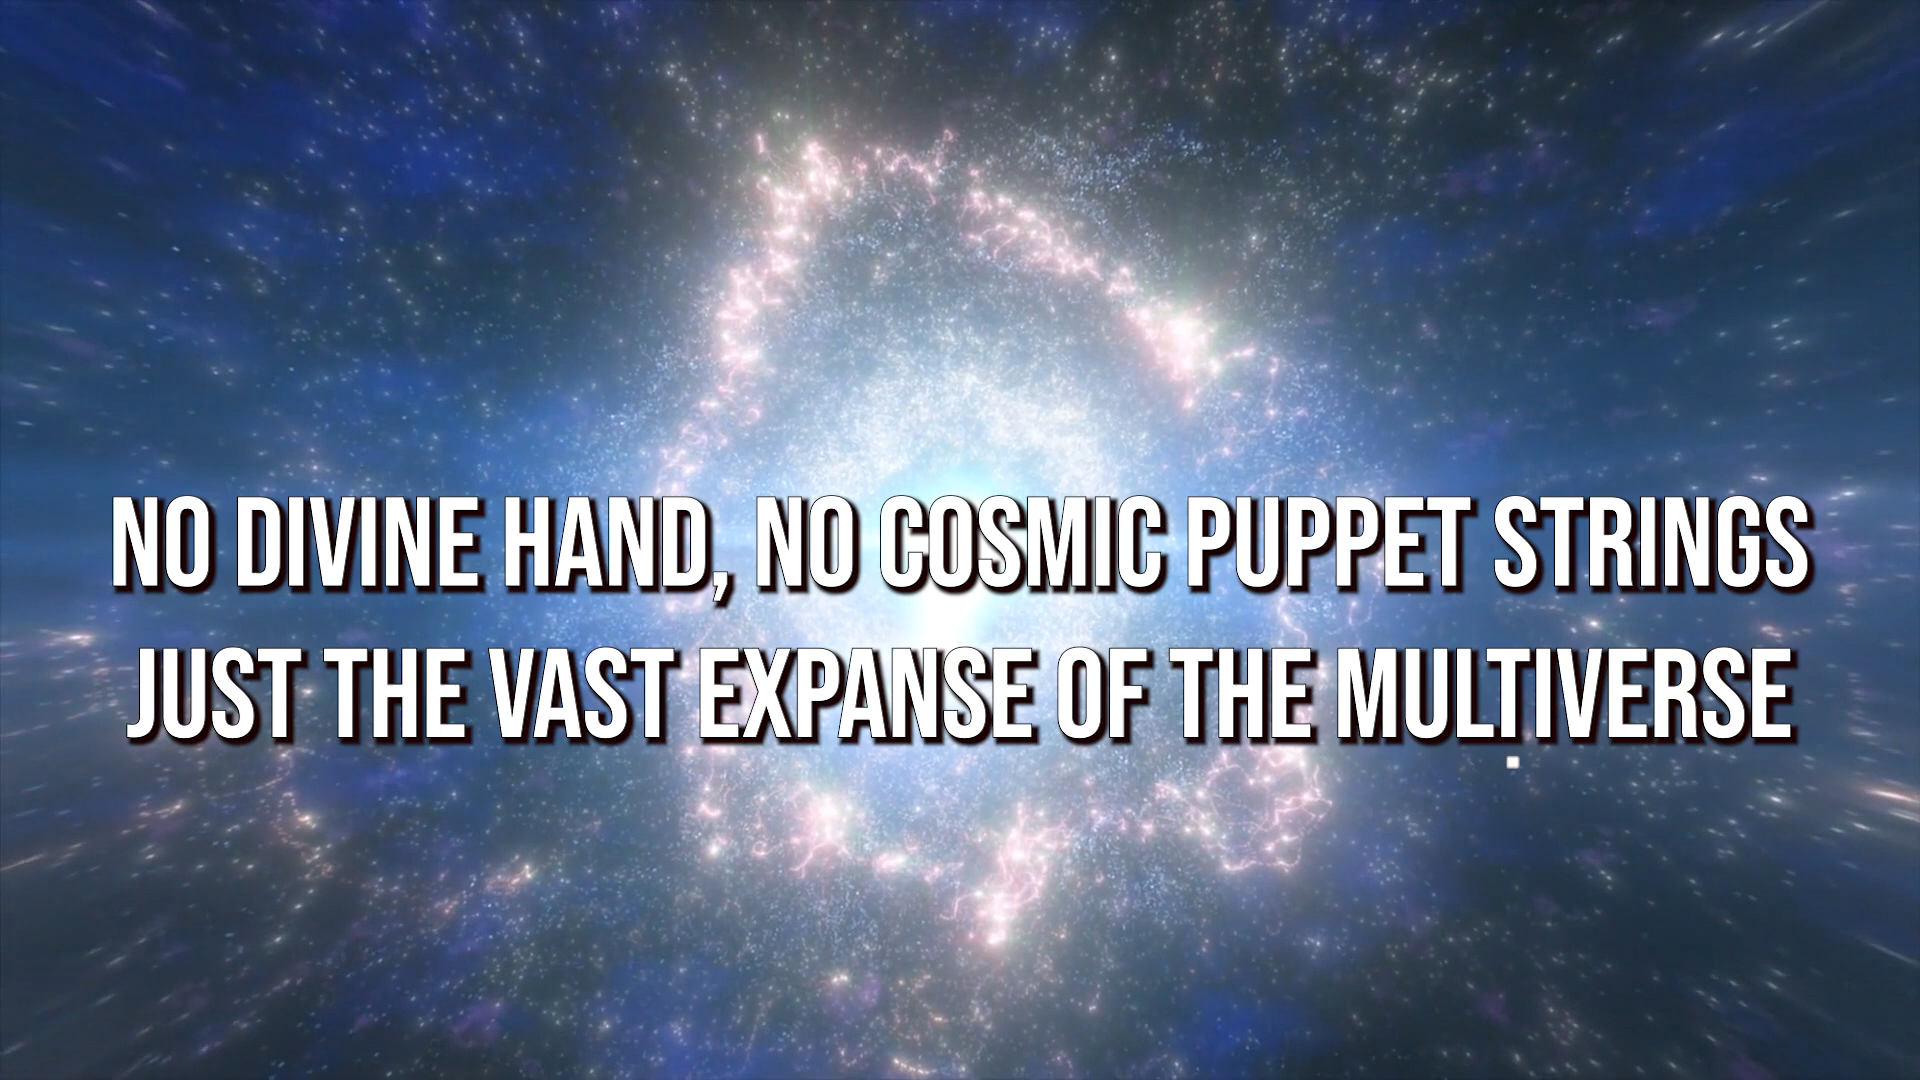 NO DIVINE HAND, NO COSMIC PUPPET STRINGS
JUST THE VAST EXPANSE OF THE MULTIVERSE